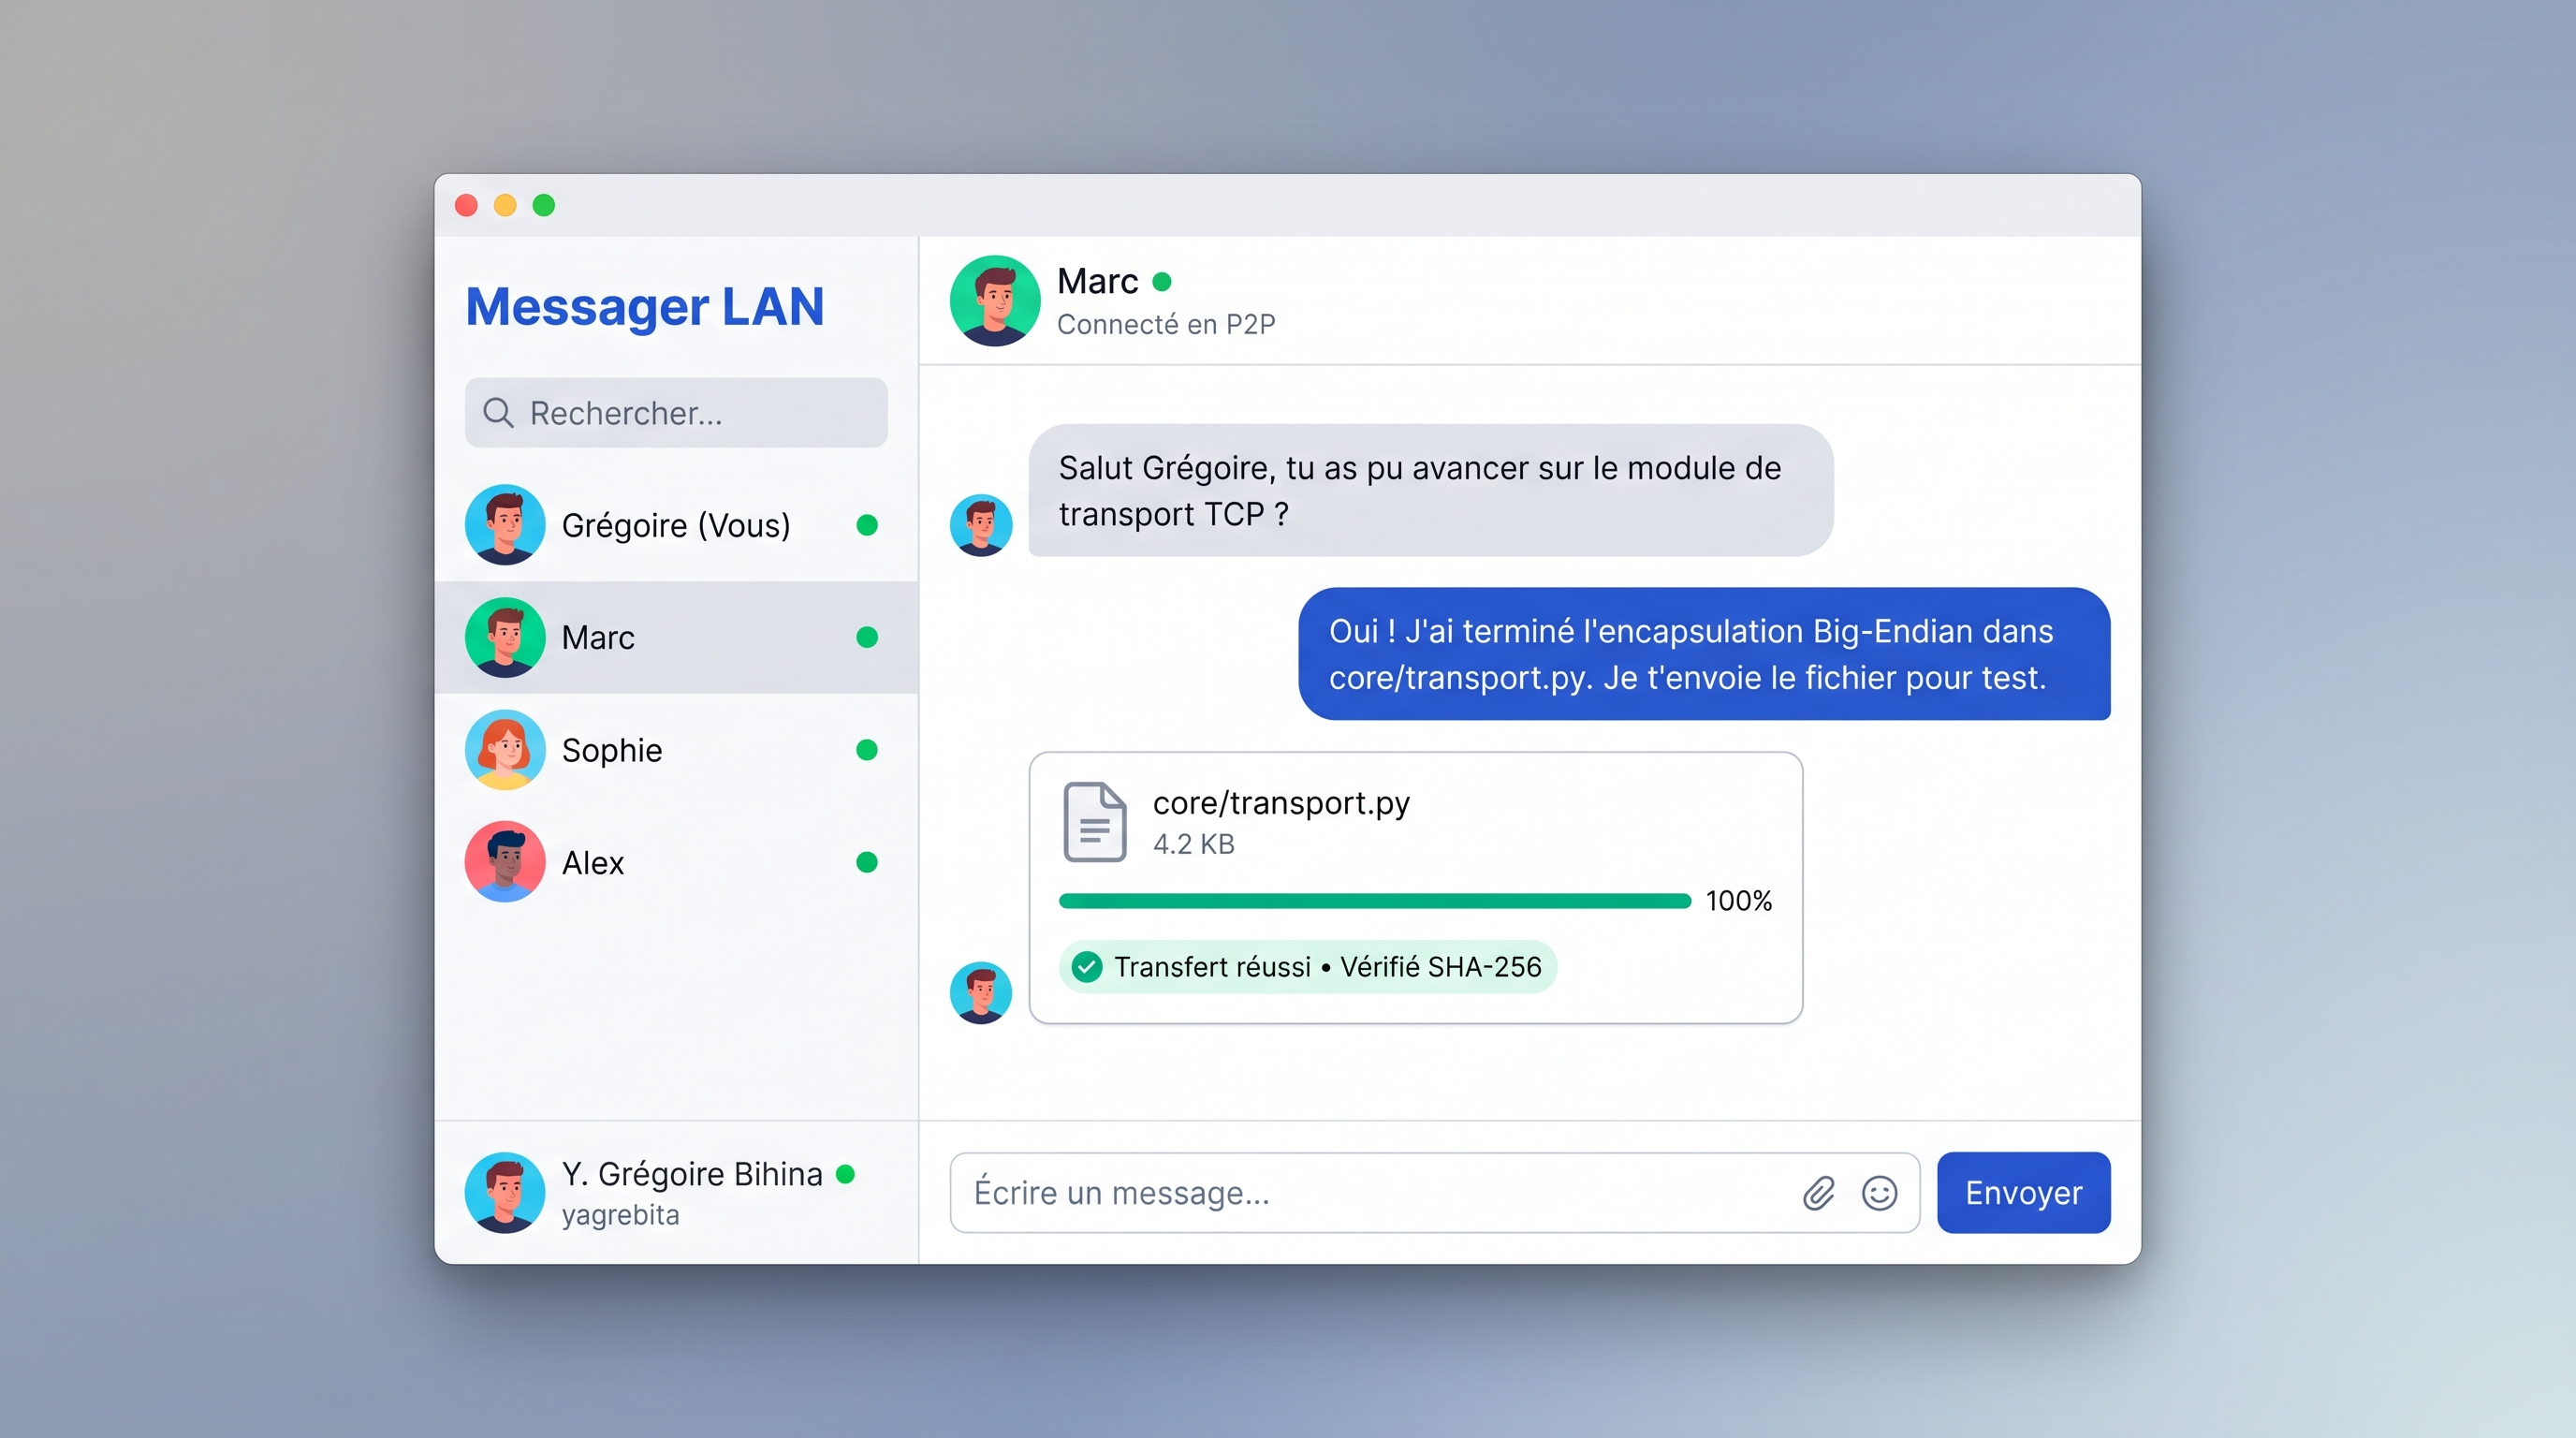 Messager LAN
Rechercher...
Grégoire (Vous)
Marc
Sophie
Alex
Y. Grégoire Bihina
yagrebita
Marc
Connecté en P2P
Salut Grégoire, tu as pu avancer sur le module de
transport TCP ?
Oui ! J'ai terminé l'encapsulation Big-Endian dans
core/transport.py. Je t'envoie le fichier pour test.
core/transport.py
4.2 KB
100%
Transfert réussi • Vérifié SHA-256
Écrire un message...
Envoyer